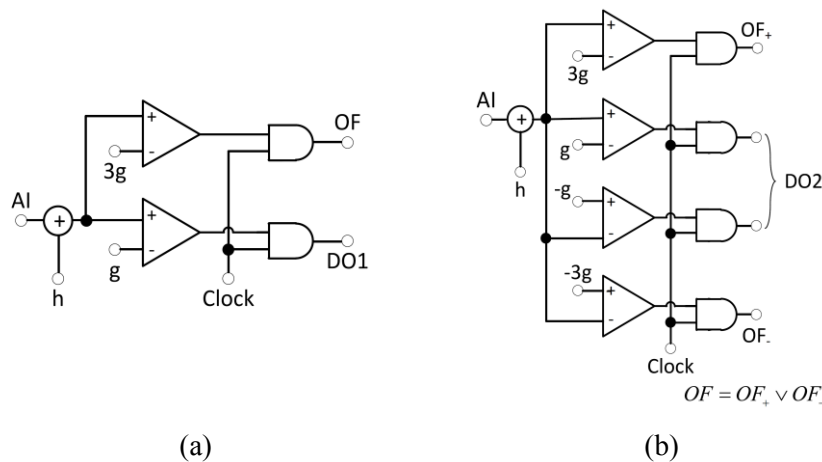 3g
AI
+
h
g
+
-
+
-
OF
DO1
Clock
(a)
AI
+
h
3g
g
-g
-3g
+
-
+
-
+
-
+
-
OF+
DO2
OF-
Clock
OF = OF+ ∨ OF-
(b)